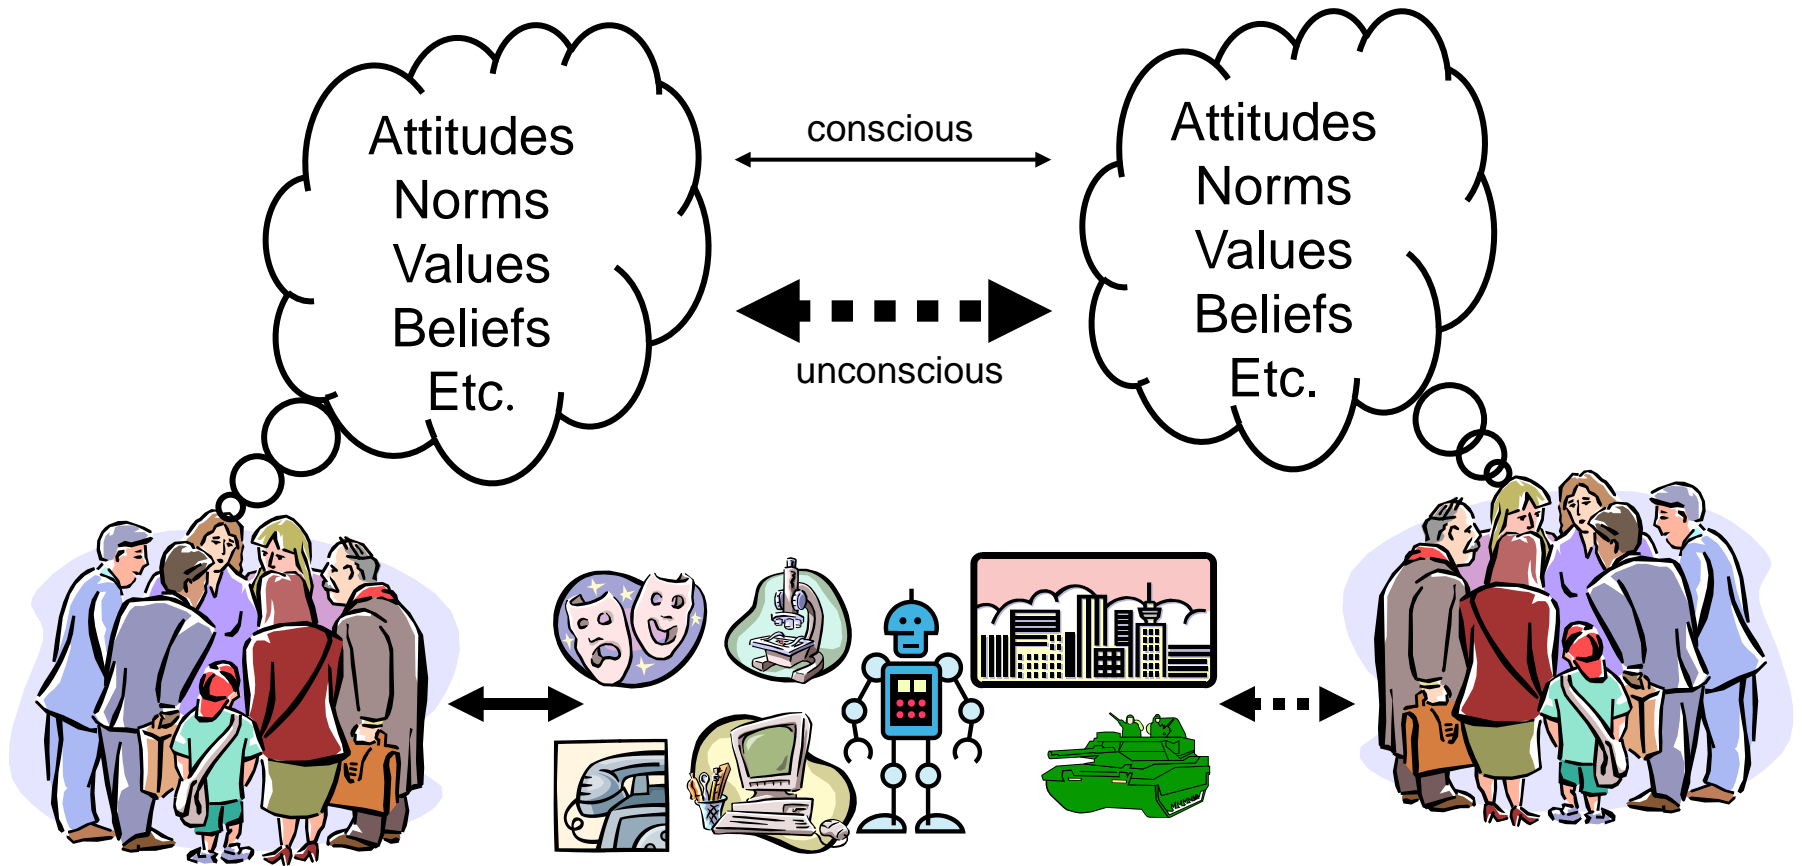 Attitudes
Norms
Values
Beliefs
Etc.
conscious
unconscious
Attitudes
Norms
Values
Beliefs
Etc.